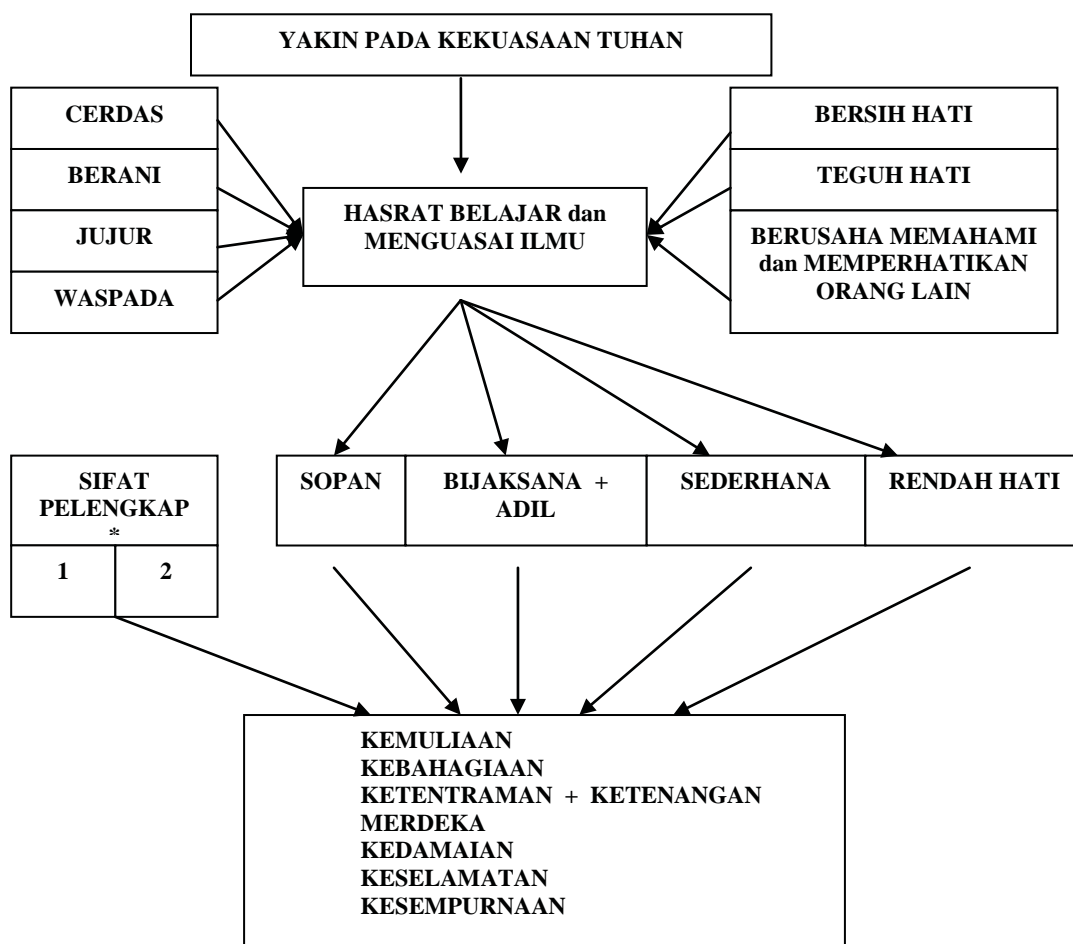 YAKIN PADA KEKUASAAN TUHAN
CERDAS
BERANI
JUJUR
WASPADA
HASRAT BELAJAR dan
MENGUASAI ILMU
BERSIH HATI
TEGUH HATI
BERUSAHA MEMAHAMI
dan MEMPERHATIKAN
ORANG LAIN
SIFAT
PELENGKAP
*
1
2
SOPAN
BIJAKSANA + 
ADIL
SEDERHANA
RENDAH HATI
KEMULIAAN
KEBAHAGIAAN
KETENTRAMAN + KETENANGAN
MERDEKA
KEDAMAIAN
KESELAMATAN
KESEMPURNAAN